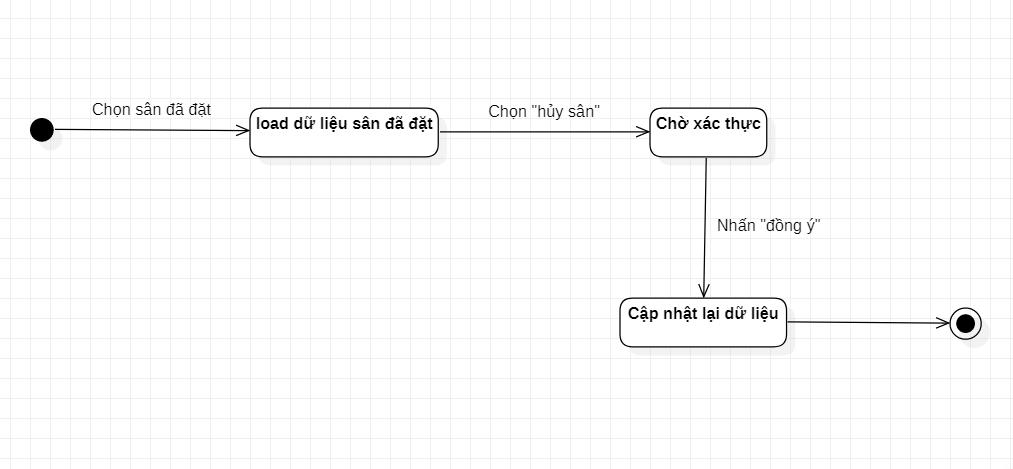 Chọn sân đã đặt
load dữ liệu sân đã đặt
Chọn "hủy sân"
Chờ xác thực
Nhấn "đồng ý"
Cập nhật lại dữ liệu